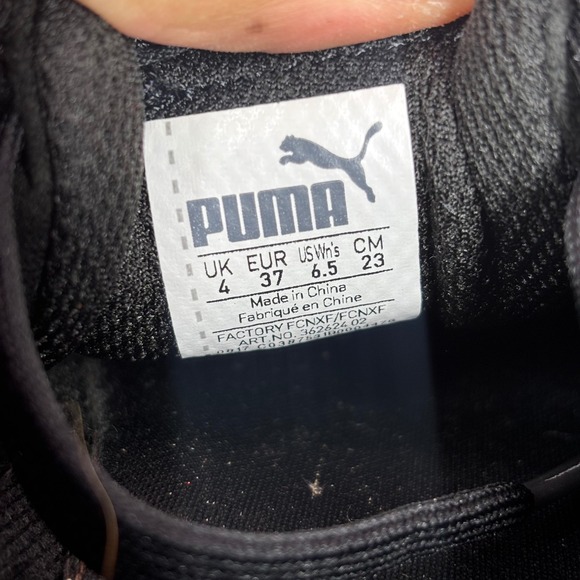 PUMA
UK EUR US Wn's CM
4 37 6.5 23
Made in China
Fabriqué en Chine
FACTORY FCNXF/FCNXF
ART.NO. 362624 02